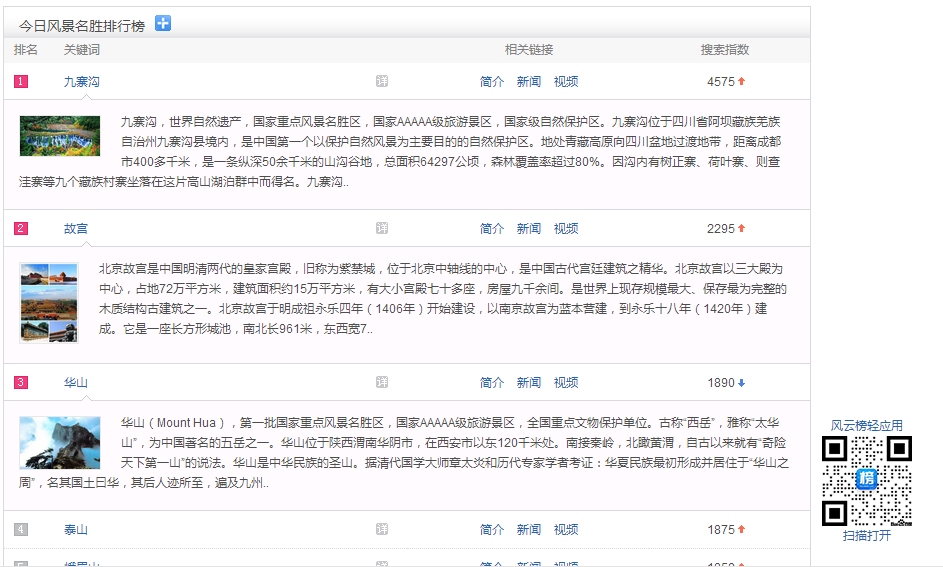 今日风景名胜排行榜
排名 关键词 相关链接 搜索指数
1 九寨沟 详 简介 新闻 视频 4575
九寨沟，世界自然遗产，国家重点风景名胜区，国家AAAAA级旅游景区，国家级自然保护区。九寨沟位于四川省阿坝藏族羌族
自治州九寨沟县境内，是中国第一个以保护自然风景为主要目的的自然保护区。地处青藏高原向四川盆地过渡地带，距离成都
市400多千米，是一条纵深50余千米的山沟谷地，总面积64297公顷，森林覆盖率超过80%。因沟内有树正寨、荷叶寨、则查
洼寨等九个藏族村寨坐落在这片高山湖泊群中而得名。九寨沟..
2 故宫 详 简介 新闻 视频 2295
北京故宫是中国明清两代的皇家宫殿，旧称为紫禁城，位于北京中轴线的中心，是中国古代宫廷建筑之精华。北京故宫以三大殿为
中心，占地72万平方米，建筑面积约15万平方米，有大小宫殿七十多座，房屋九千余间。是世界上现存规模最大、保存最为完整的
木质结构古建筑之一。北京故宫于明成祖永乐四年（1406年）开始建设，以南京故宫为蓝本营建，到永乐十八年（1420年）建
成。它是一座长方形城池，南北长961米，东西宽7..
3 华山 详 简介 新闻 视频 1890
华山（Mount Hua），第一批国家重点风景名胜区，国家AAAAA级旅游景区，全国重点文物保护单位。古称“西岳”，雅称“太华
山”，为中国著名的五岳之一。华山位于陕西渭南华阴市，在西安市以东120千米处。南接秦岭，北瞰黄渭，自古以来就有“奇险
天下第一山”的说法。华山是中华民族的圣山。据清代国学大师章太炎和历代专家学者考证：华夏民族最初形成并居住于“华山之
周”，名其国土曰华，其后人迹所至，遍及九州..
4 泰山 详 简介 新闻 视频 1875
风云榜轻应用
榜
扫描打开